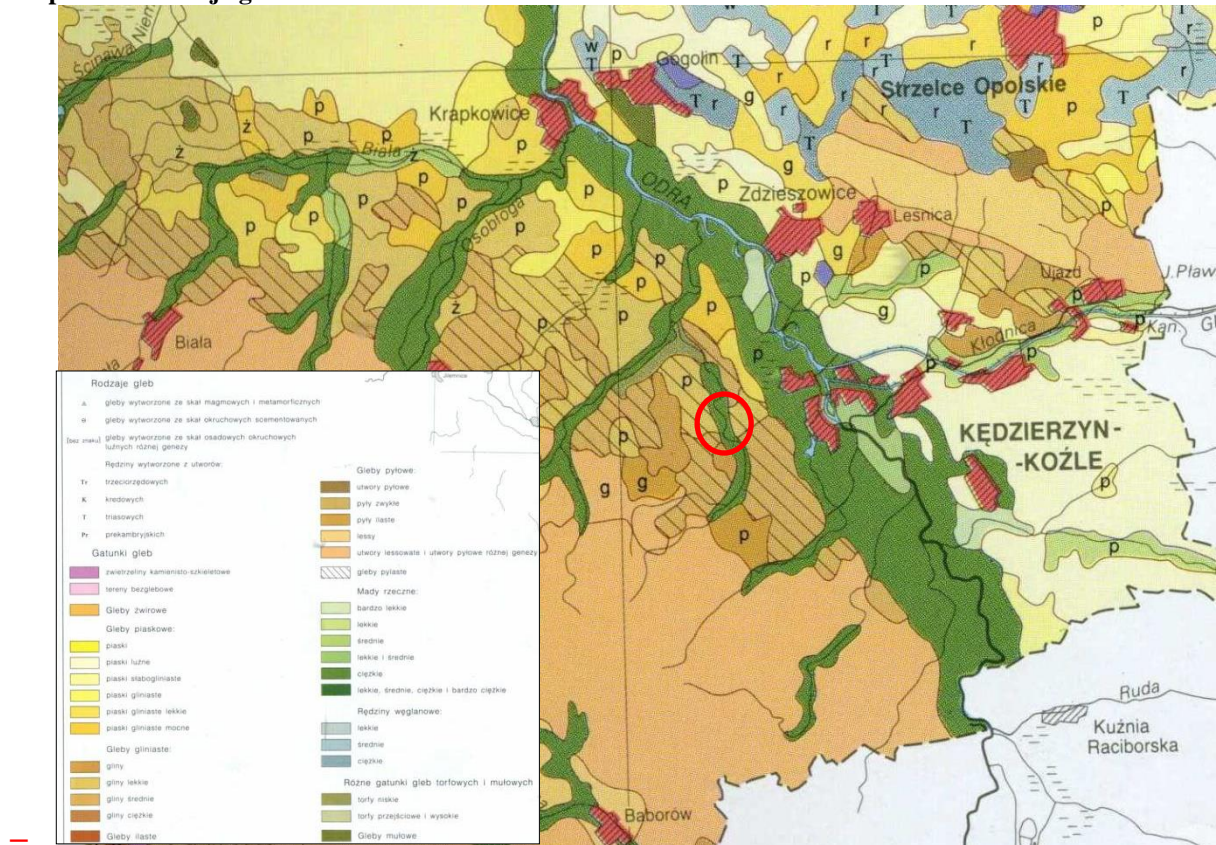 Ścinawa Niem
Krapkowice
Gogolin
Strzelce Opolskie
Biała
ODRA
Zdzieszowice
Leśnica
Osobłoga
Ujazd
J.Pław
Kłodnica
Kan.
Gl
Biała
KĘDZIERZYN-
-KOŹLE
Ruda
Kuźnia
Raciborska
Baborów
Rodzaje gleb
gleby wytworzone ze skał magmowych i metamorficznych
gleby wytworzone ze skał okruchowych scementowanych
[bez znaku] gleby wytworzone ze skał osadowych okruchowych
luźnych różnej genezy
Rędziny wytworzone z utworów:
Tr trzeciorzędowych
K kredowych
T triasowych
Pr prekambryjskich
Gatunki gleb
zwietrzeliny kamienisto-szkieletowe
tereny bezglebowe
Gleby żwirowe
Gleby piaskowe:
piaski
piaski luźne
piaski słabogliniaste
piaski gliniaste
piaski gliniaste lekkie
piaski gliniaste mocne
Gleby gliniaste:
gliny
gliny lekkie
gliny średnie
gliny ciężkie
Gleby ilaste
Gleby pyłowe:
utwory pyłowe
pyły zwykłe
pyły ilaste
lessy
utwory lessowate i utwory pyłowe różnej genezy
gleby pylaste
Mady rzeczne:
bardzo lekkie
lekkie
średnie
lekkie i średnie
ciężkie
lekkie, średnie, ciężkie i bardzo ciężkie
Rędziny węglanowe:
lekkie
średnie
ciężkie
Różne gatunki gleb torfowych i mułowych
torfy niskie
torfy przejściowe i wysokie
Gleby mułowe